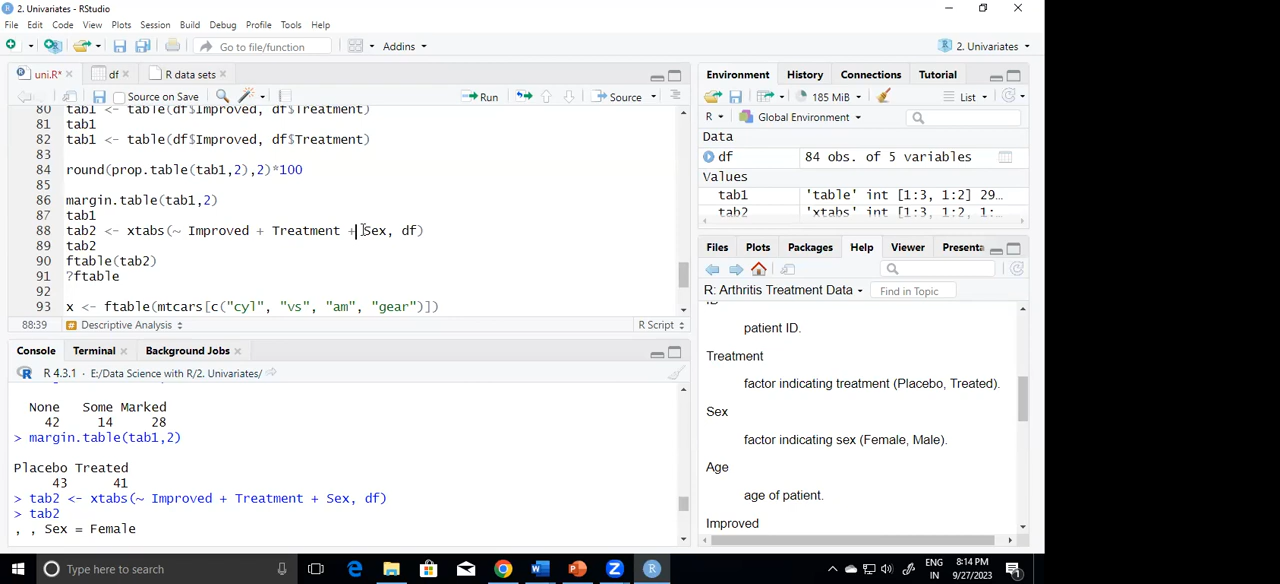 2. Univariates - RStudio
File Edit Code View Plots Session Build Debug Profile Tools Help
Go to file/function Addins 2. Univariates
uni.R* df R data sets
Source on Save Run Source
80 tab1 <- table(df$Improved, df$Treatment)
81 tab1
82 tab1 <- table(df$Improved, df$Treatment)
83
84 round(prop.table(tab1,2),2)*100
85
86 margin.table(tab1,2)
87 tab1
88 tab2 <- xtabs(~ Improved + Treatment + Sex, df)
89 tab2
90 ftable(tab2)
91 ?ftable
92
93 x <- ftable(mtcars[c("cyl", "vs", "am", "gear")])
88:39 # Descriptive Analysis R Script
Console Terminal Background Jobs
R 4.3.1 · E:/Data Science with R/2. Univariates/
None Some Marked
42 14 28
> margin.table(tab1,2)
Placebo Treated
43 41
> tab2 <- xtabs(~ Improved + Treatment + Sex, df)
> tab2
, , Sex = Female
Environment History Connections Tutorial
185 MiB List
R Global Environment
Data
df 84 obs. of 5 variables
Values
tab1 'table' int [1:3, 1:2] 29…
tab2 'xtabs' int [1:3, 1:2, 1:…
Files Plots Packages Help Viewer Presenta
R: Arthritis Treatment Data Find in Topic
ID
patient ID.
Treatment
factor indicating treatment (Placebo, Treated).
Sex
factor indicating sex (Female, Male).
Age
age of patient.
Improved
Type here to search
ENG
IN
8:14 PM
9/27/2023
1